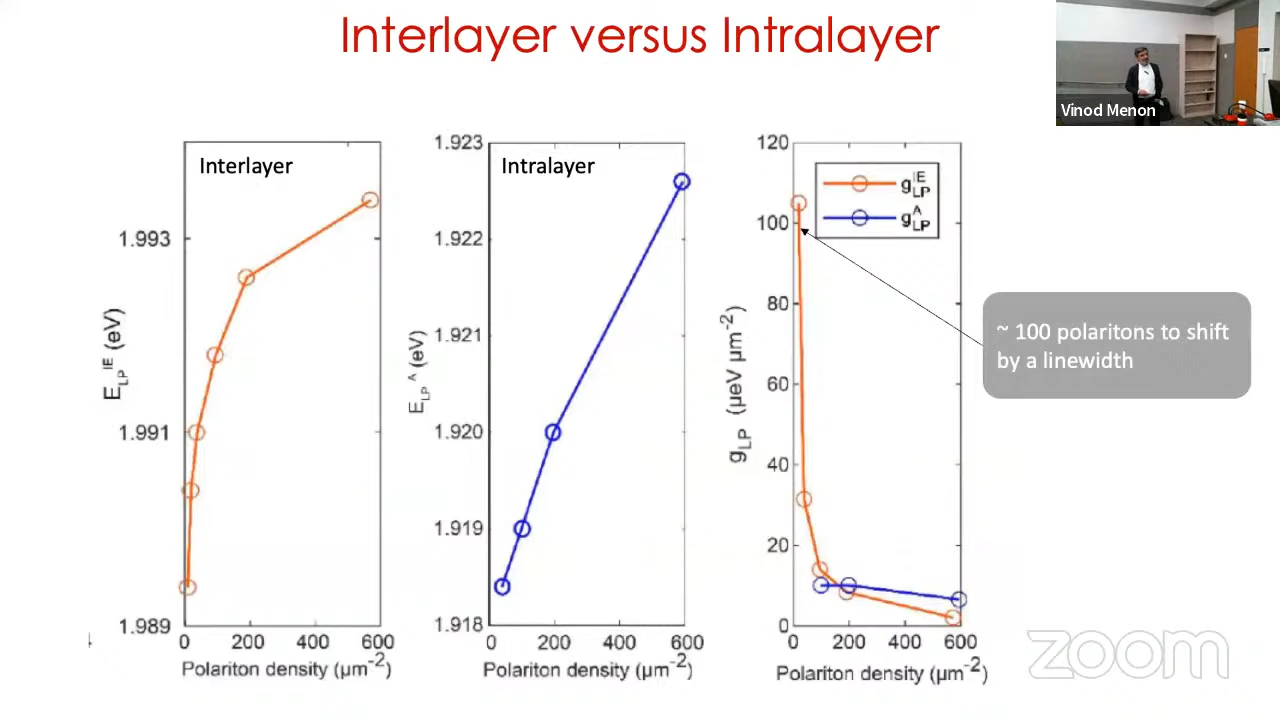 Interlayer versus Intralayer
Vinod Menon
Interlayer
1.993
1.991
1.989
E_LP^IE (eV)
0 200 400 600
Polariton density (µm⁻²)
Intralayer
1.923
1.922
1.921
1.920
1.919
1.918
E_LP^A (eV)
0 200 400 600
Polariton density (µm⁻²)
120
100
80
60
40
20
0
g_LP (µeV µm⁻²)
g_LP^IE
g_LP^A
0 200 400 600
Polariton density (µm⁻²)
~ 100 polaritons to shift
by a linewidth
zoom